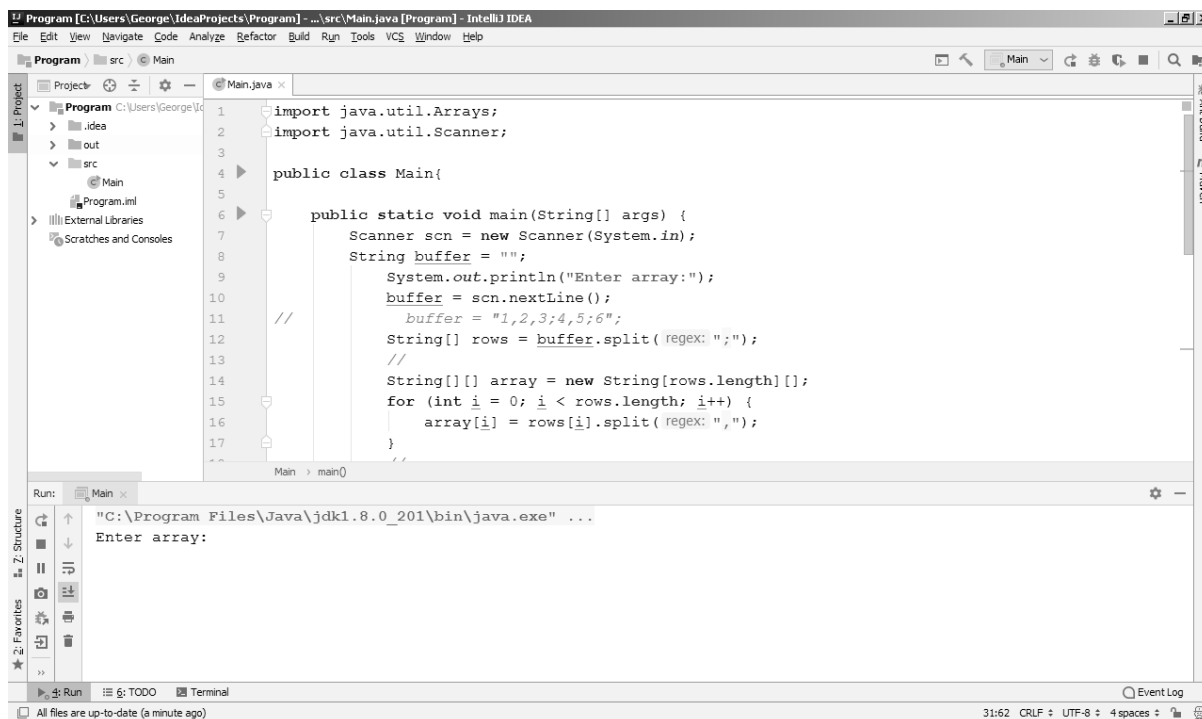 Program [C:\Users\George\IdeaProjects\Program] - ...\src\Main.java [Program] - IntelliJ IDEA
File Edit View Navigate Code Analyze Refactor Build Run Tools VCS Window Help
Program src Main
Main
1: Project
Project
Main.java
Program C:\Users\George\Id
.idea
out
src
Main
Program.iml
External Libraries
Scratches and Consoles
1 import java.util.Arrays;
2 import java.util.Scanner;
3
4 public class Main{
5
6 public static void main(String[] args) {
7 Scanner scn = new Scanner(System.in);
8 String buffer = "";
9 System.out.println("Enter array:");
10 buffer = scn.nextLine();
11 // buffer = "1,2,3;4,5;6";
12 String[] rows = buffer.split( regex: ";");
13 //
14 String[][] array = new String[rows.length][];
15 for (int i = 0; i < rows.length; i++) {
16 array[i] = rows[i].split( regex: ",");
17 }
//
Main > main()
Run: Main
"C:\Program Files\Java\jdk1.8.0_201\bin\java.exe" ...
Enter array:
Z: Structure
2: Favorites
4: Run 6: TODO Terminal
Event Log
All files are up-to-date (a minute ago)
31:62 CRLF UTF-8 4 spaces